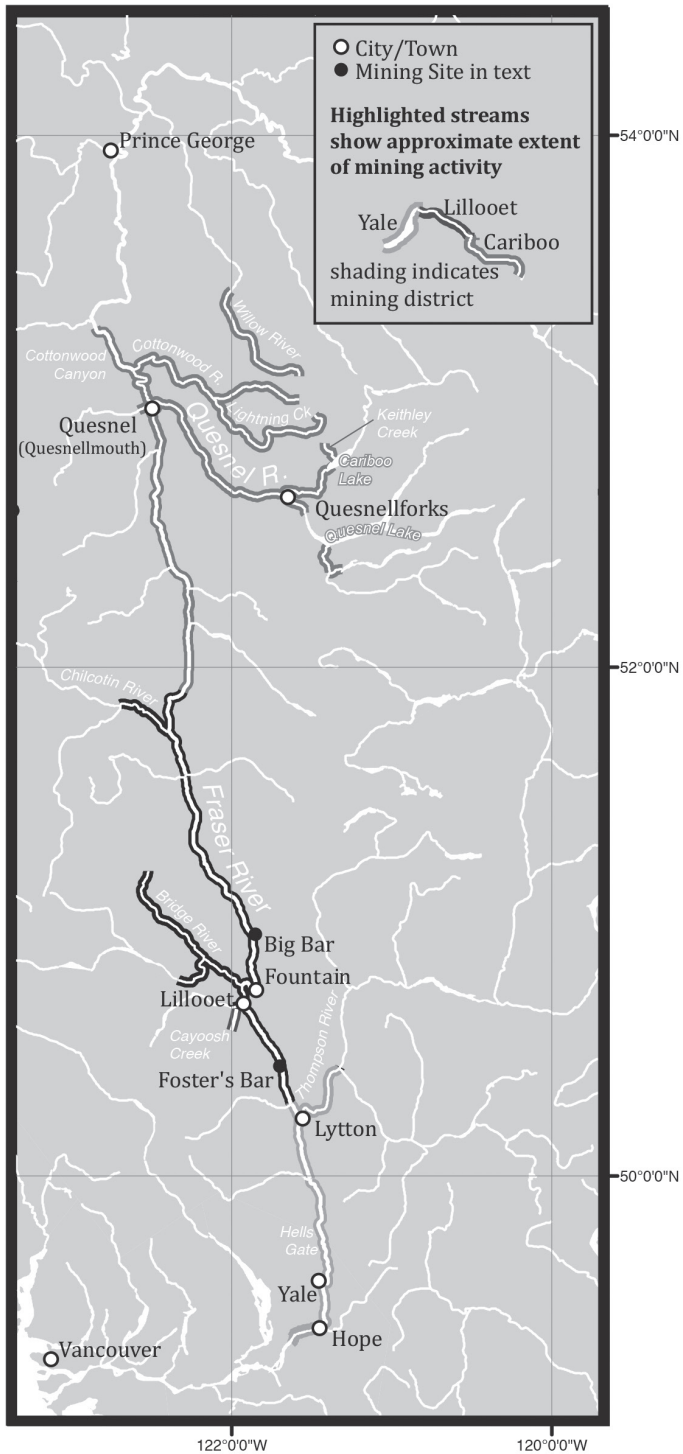 City/Town
Mining Site in text
Highlighted streams
show approximate extent
of mining activity
Yale
Lillooet
Cariboo
shading indicates
mining district
Prince George
54°0'0"N
Willow River
Cottonwood R.
Cottonwood
Canyon
Lightning Ck.
Quesnel
(Quesnellmouth)
Quesnel R.
Keithley
Creek
Cariboo
Lake
Quesnellforks
Quesnel Lake
52°0'0"N
Chilcotin River
Fraser River
Bridge River
Big Bar
Fountain
Lillooet
Cayoosh
Creek
Thompson River
Foster's Bar
Lytton
50°0'0"N
Hells
Gate
Yale
Hope
Vancouver
122°0'0"W
120°0'0"W